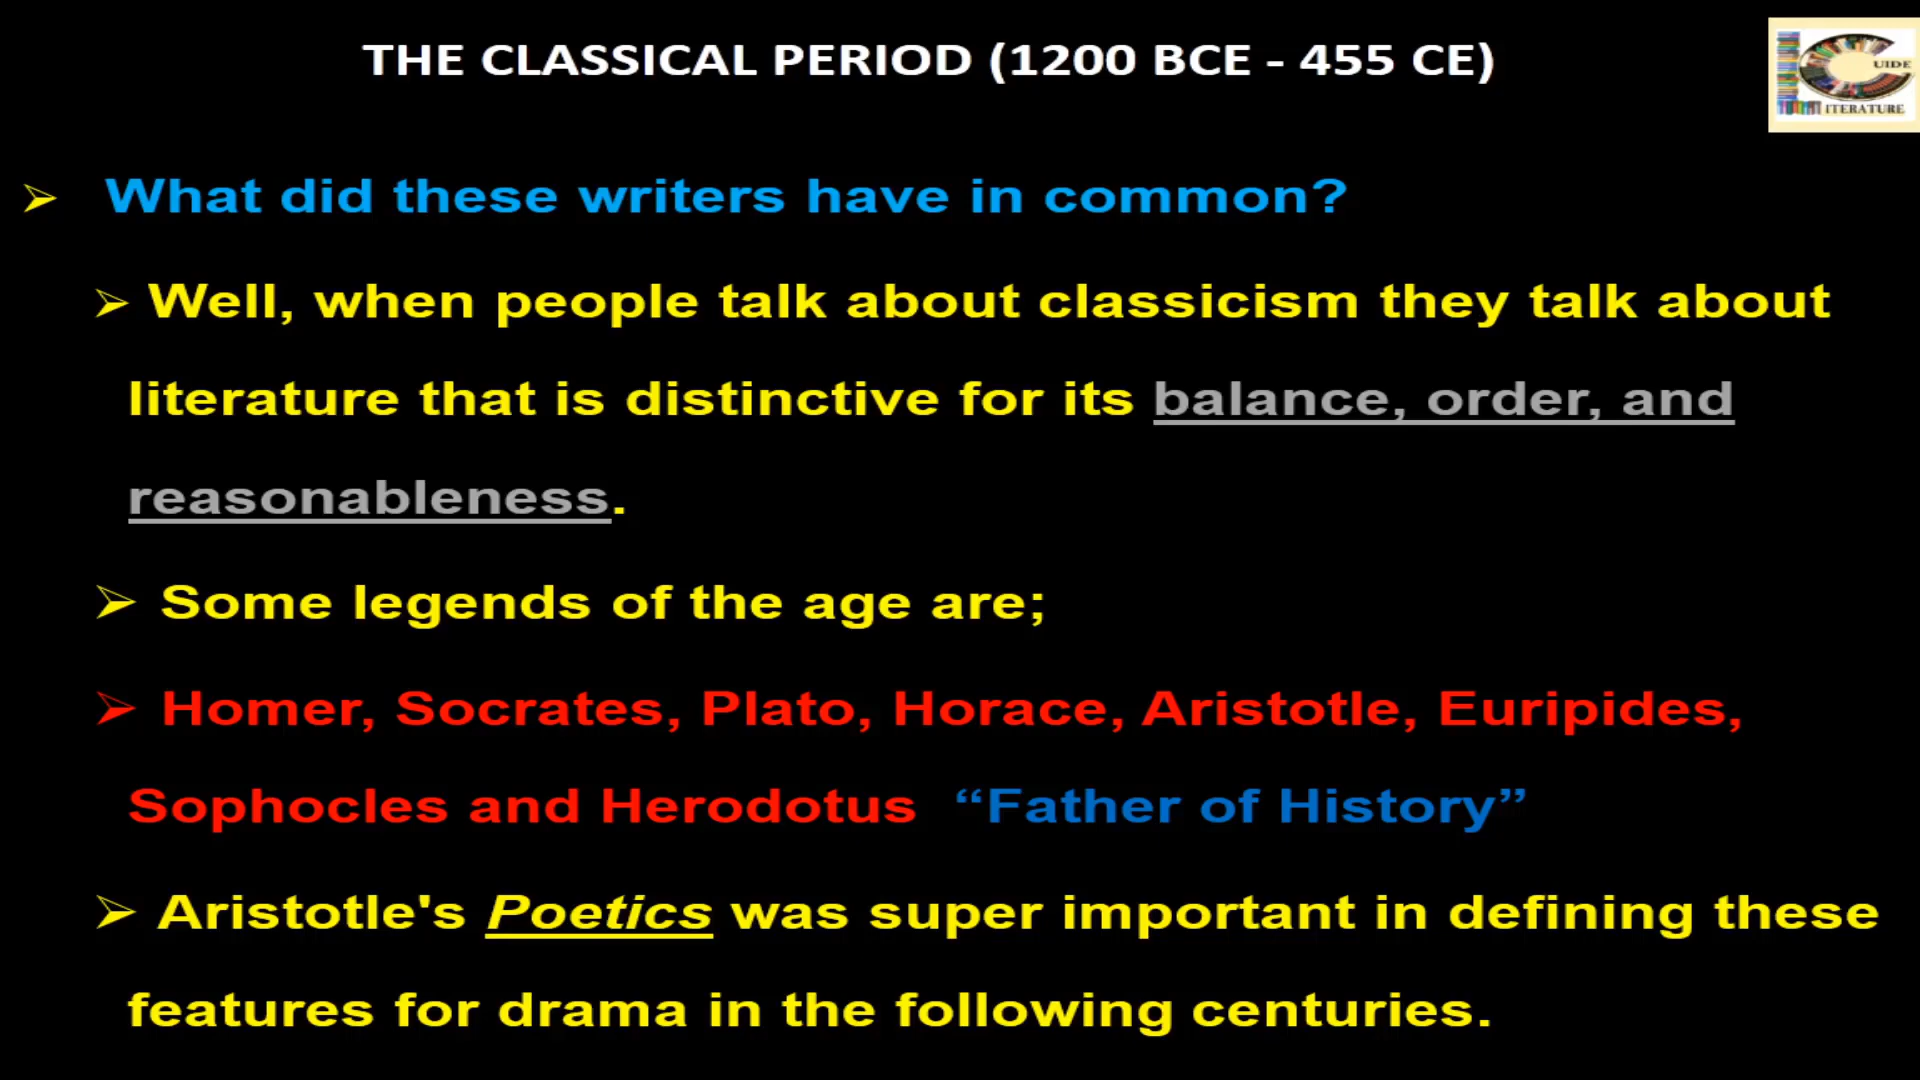 THE CLASSICAL PERIOD (1200 BCE - 455 CE)
UIDE
ITERATURE
What did these writers have in common?
Well, when people talk about classicism they talk about
literature that is distinctive for its balance, order, and
reasonableness.
Some legends of the age are;
Homer, Socrates, Plato, Horace, Aristotle, Euripides,
Sophocles and Herodotus “Father of History”
Aristotle's Poetics was super important in defining these
features for drama in the following centuries.